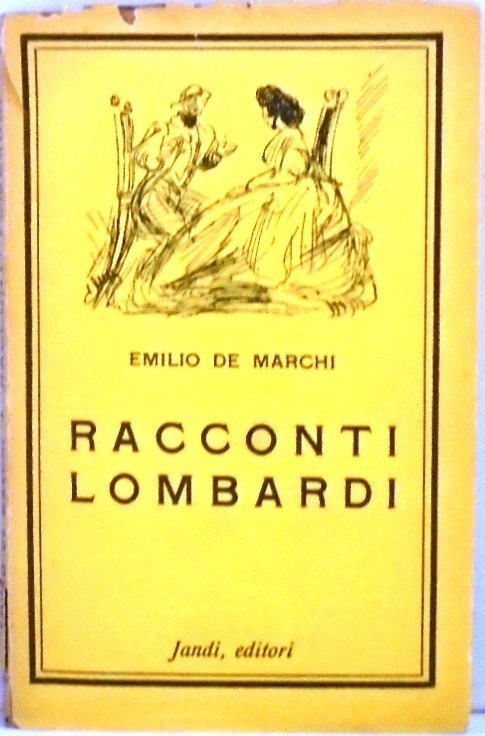 EMILIO DE MARCHI
RACCONTI
LOMBARDI
Jandi, editori